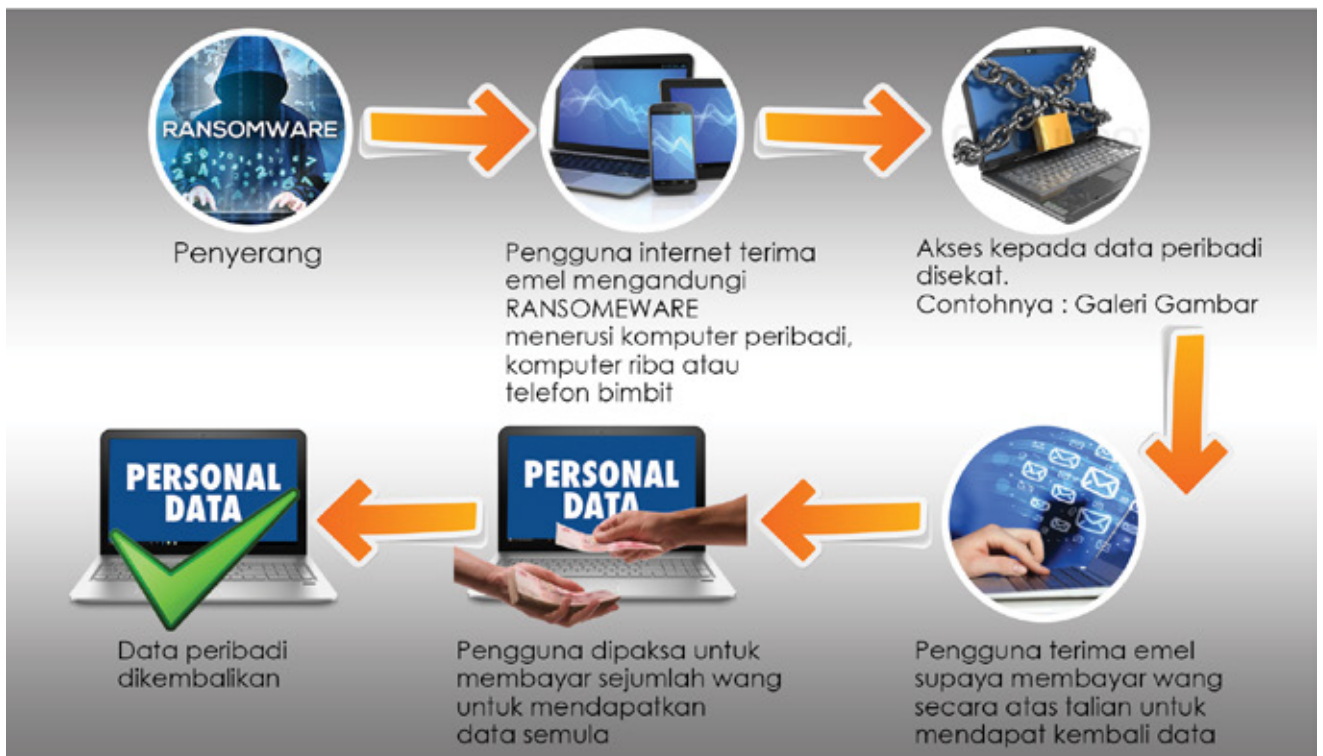 RANSOMWARE
Penyerang
Pengguna internet terima
emel mengandungi
RANSOMEWARE
menerusi komputer peribadi,
komputer riba atau
telefon bimbit
Akses kepada data peribadi
disekat.
Contohnya : Galeri Gambar
Pengguna terima emel
supaya membayar wang
secara atas talian untuk
mendapat kembali data
PERSONAL
DATA
Pengguna dipaksa untuk
membayar sejumlah wang
untuk mendapatkan
data semula
PERSONAL
DATA
Data peribadi
dikembalikan